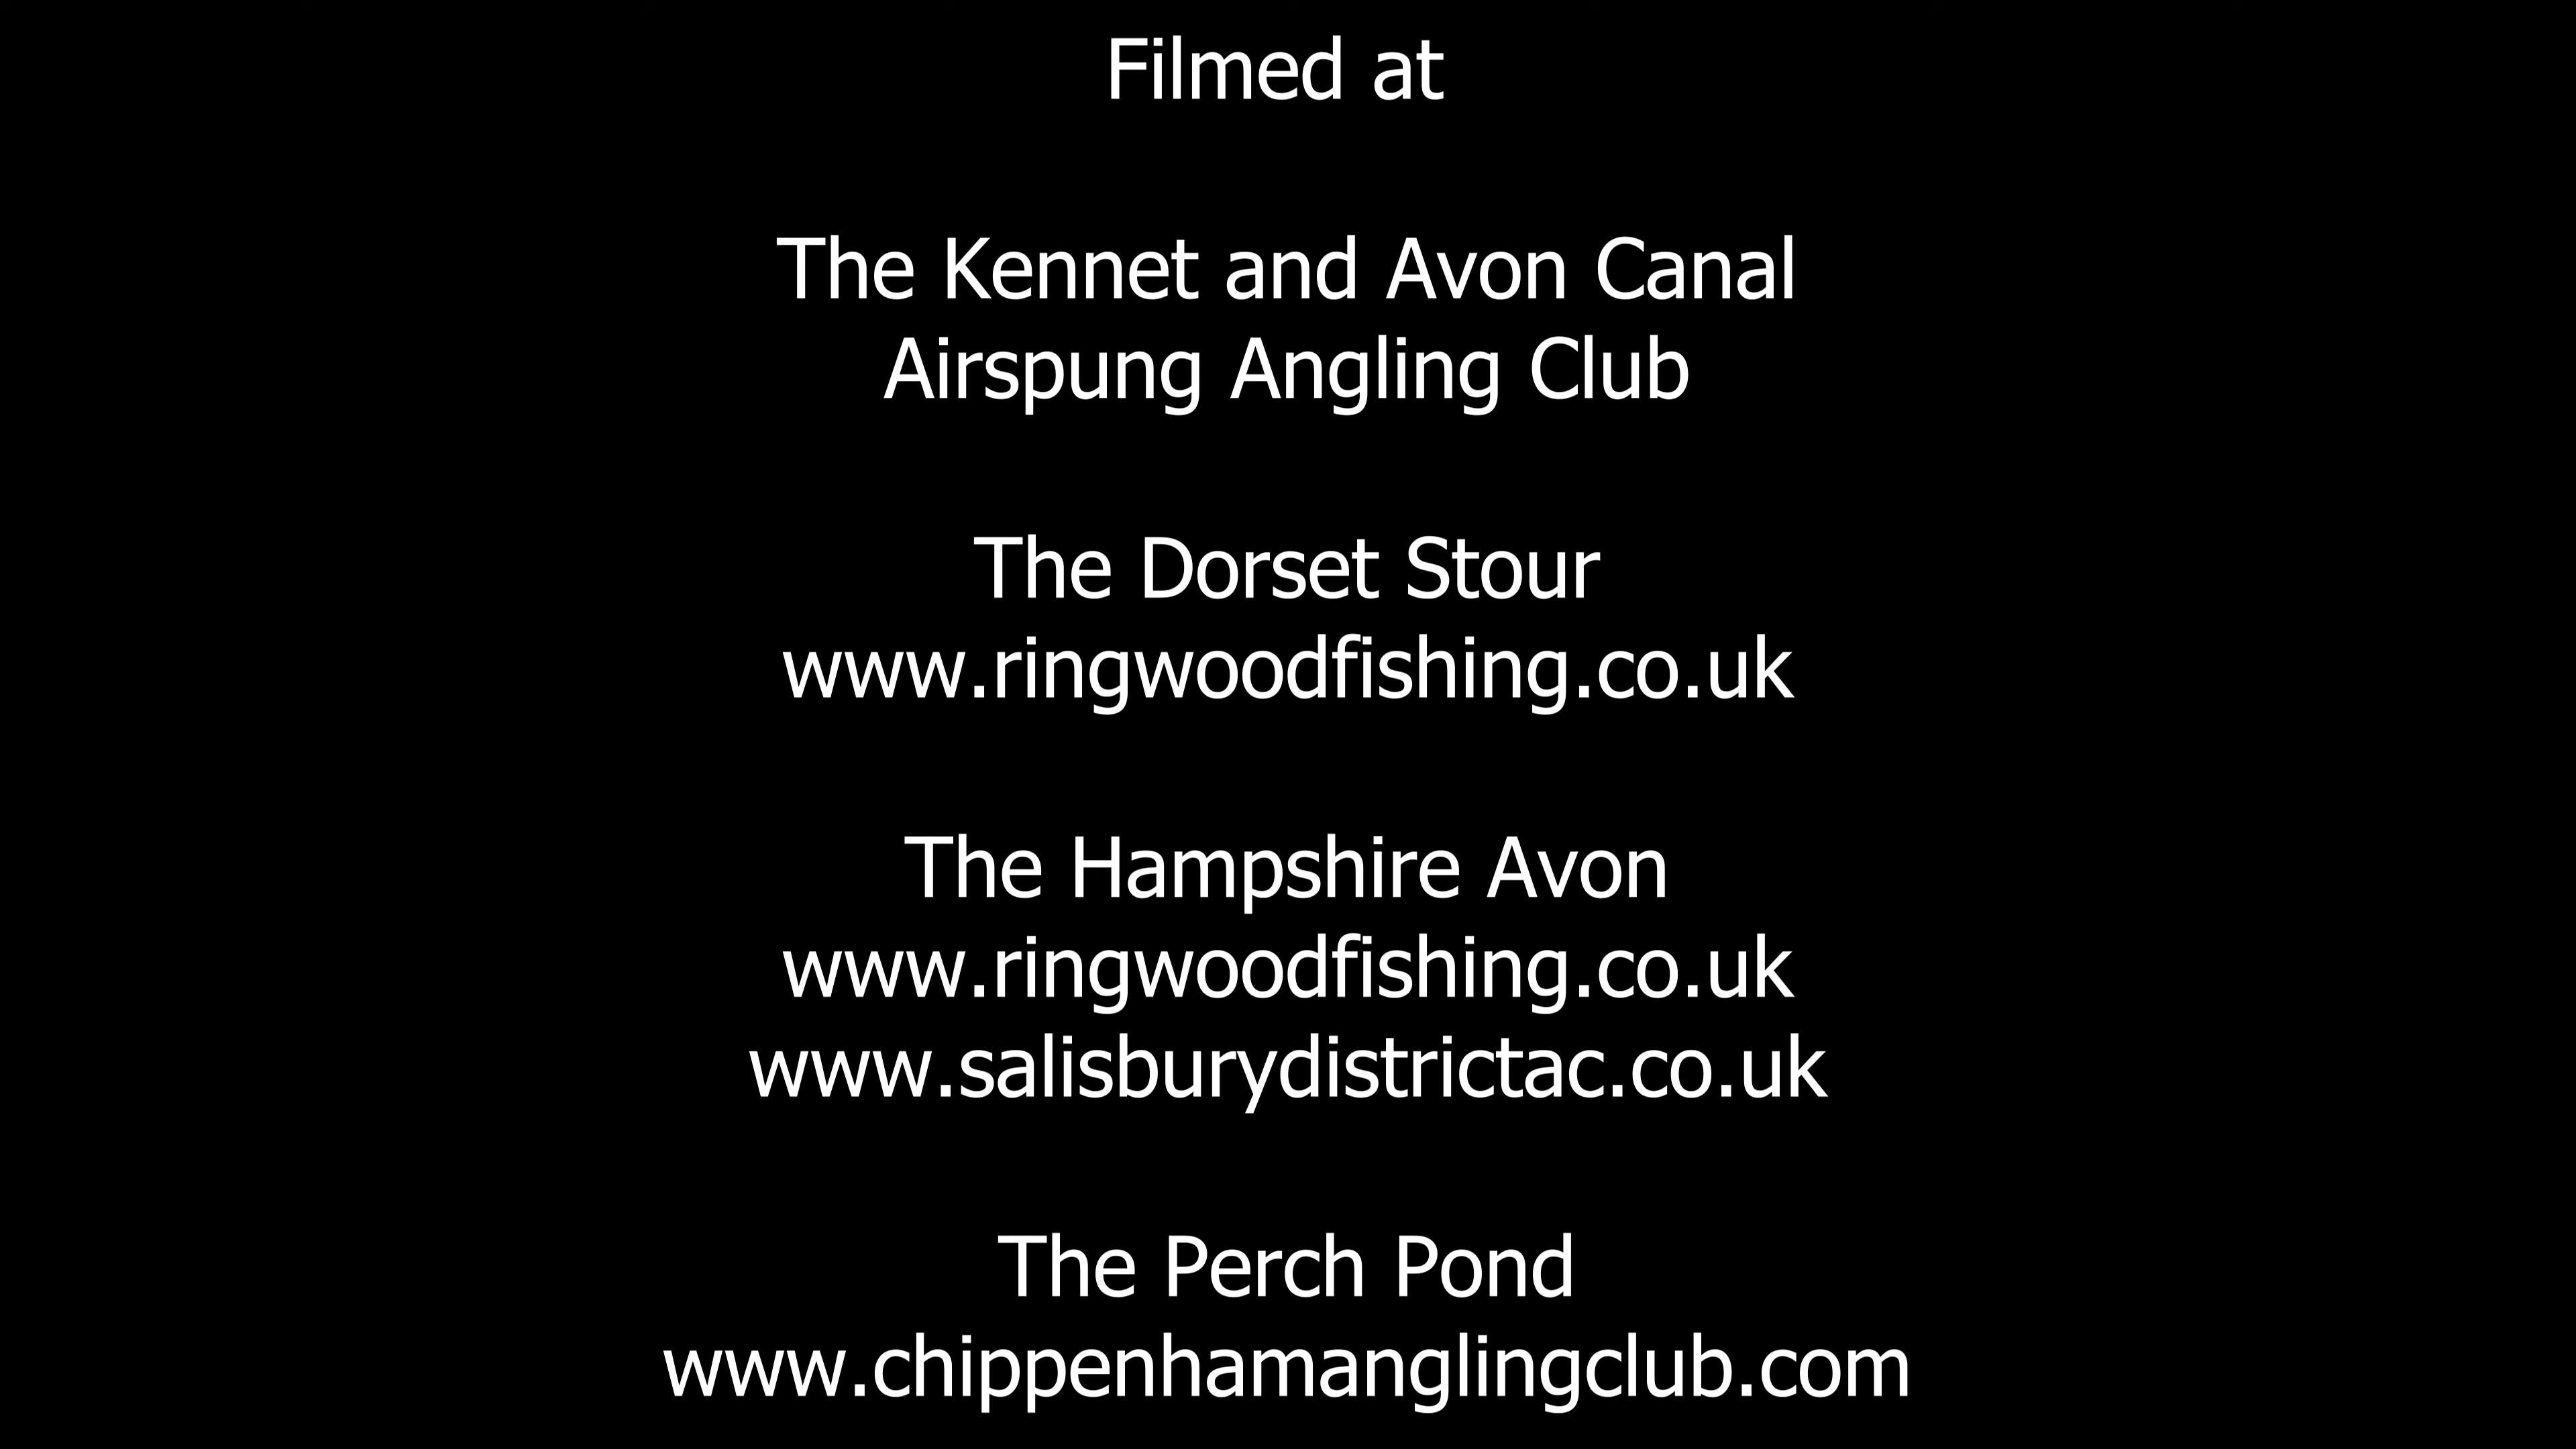 Filmed at
The Kennet and Avon Canal
Airspung Angling Club
The Dorset Stour
www.ringwoodfishing.co.uk
The Hampshire Avon
www.ringwoodfishing.co.uk
www.salisburydistrictac.co.uk
The Perch Pond
www.chippenhamanglingclub.com